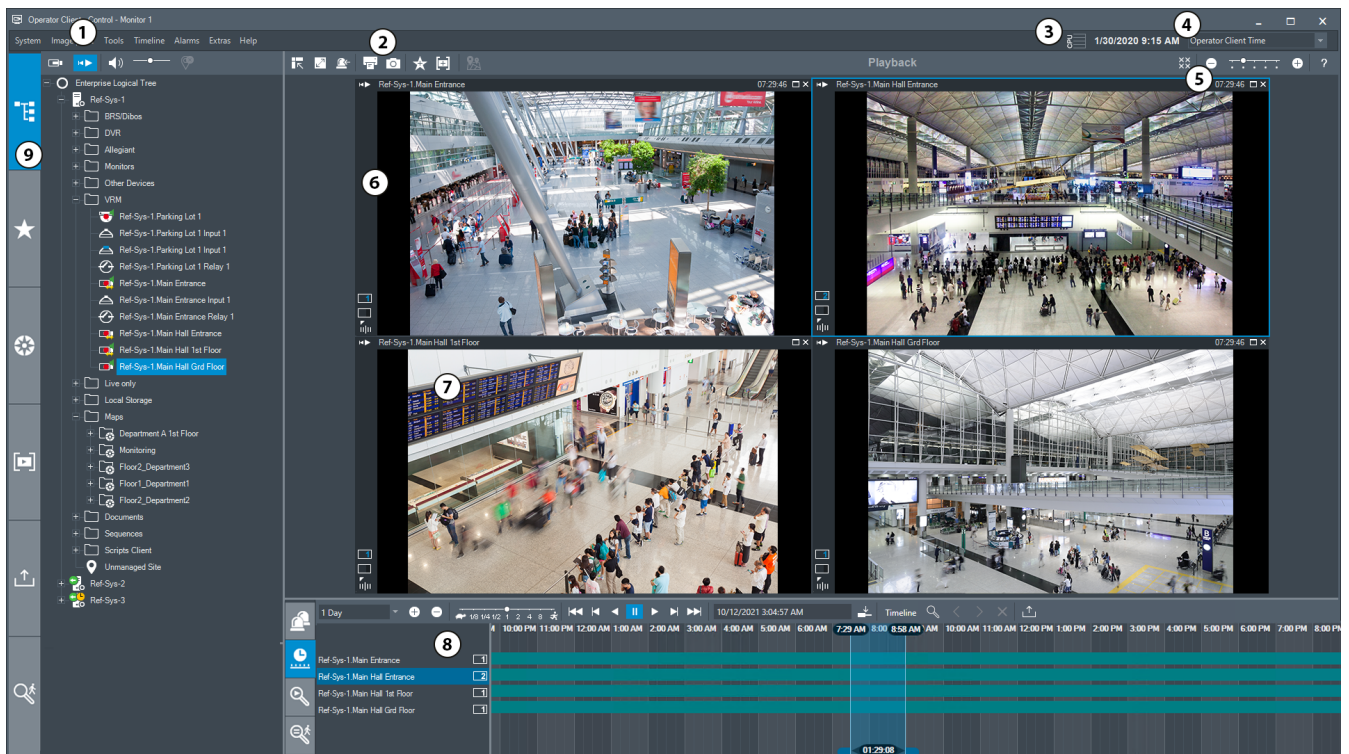 Operator Client - Control - Monitor 1
1
2
3
4
System Image Tools Timeline Alarms Extras Help
1/30/2020 9:15 AM Operator Client Time
Playback
?
5
Enterprise Logical Tree
Ref-Sys-1
BRS/Dibos
DVR
Allegiant
Monitors
Other Devices
VRM
Ref-Sys-1.Parking Lot 1
Ref-Sys-1.Parking Lot 1 Input 1
Ref-Sys-1.Parking Lot 1 Input 1
Ref-Sys-1.Parking Lot 1 Relay 1
Ref-Sys-1.Main Entrance
Ref-Sys-1.Main Entrance Input 1
Ref-Sys-1.Main Entrance Relay 1
Ref-Sys-1.Main Hall Entrance
Ref-Sys-1.Main Hall 1st Floor
Ref-Sys-1.Main Hall Grd Floor
Live only
Local Storage
Maps
Department A 1st Floor
Monitoring
Floor2_Department3
Floor1_Department1
Floor2_Department2
Documents
Sequences
Scripts Client
Unmanaged Site
Ref-Sys-2
Ref-Sys-3
9
Ref-Sys-1.Main Entrance 07:29:46
6
1
Ref-Sys-1.Main Hall Entrance 07:29:46
2
Ref-Sys-1.Main Hall 1st Floor
7
1
Ref-Sys-1.Main Hall Grd Floor 07:29:46
1
1 Day
1/8 1/4 1/2 1 2 4 8
10/12/2021 3:04:57 AM
Timeline
8
10:00 PM 11:00 PM 12:00 AM 1:00 AM 2:00 AM 3:00 AM 4:00 AM 5:00 AM 6:00 AM 7:29 AM 8:00 8:58 AM AM 10:00 AM 11:00 AM 12:00 PM 1:00 PM 2:00 PM 3:00 PM 4:00 PM 5:00 PM 6:00 PM 7:00 PM 8:00 PM
Ref-Sys-1.Main Entrance 1
Ref-Sys-1.Main Hall Entrance 2
Ref-Sys-1.Main Hall 1st Floor 1
Ref-Sys-1.Main Hall Grd Floor 1
01:29:08